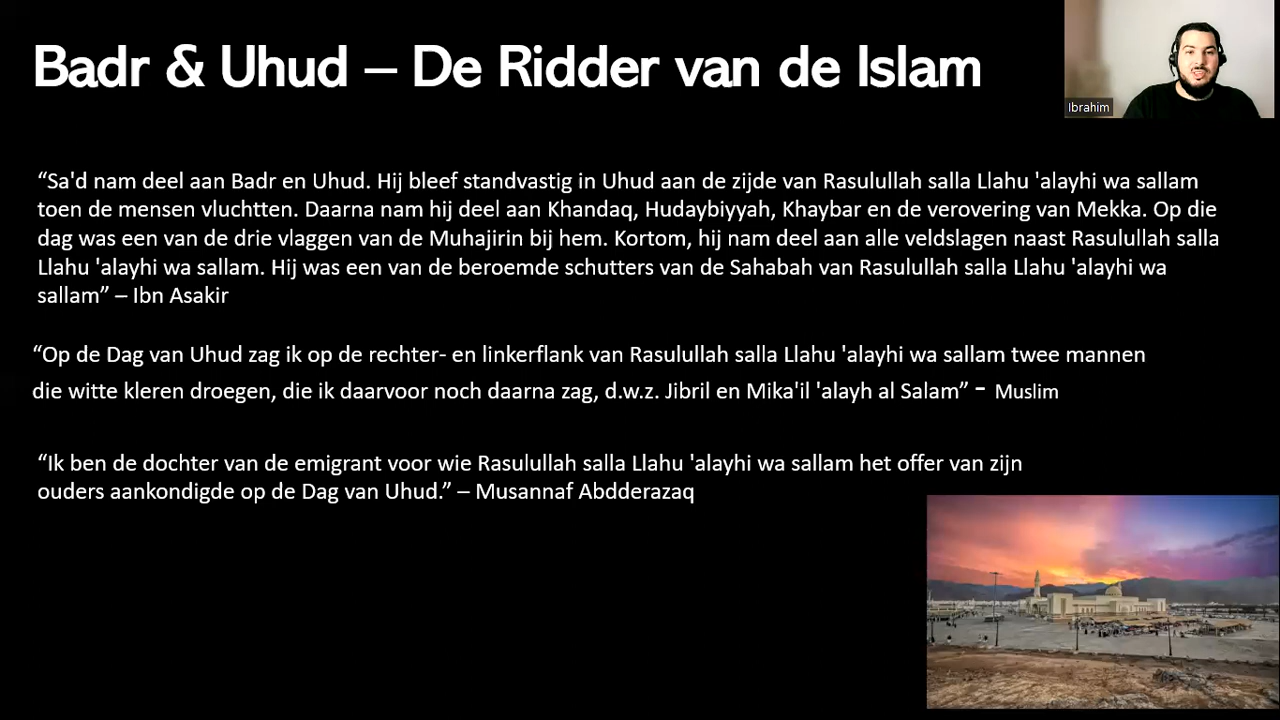 Badr & Uhud – De Ridder van de Islam
Ibrahim
“Sa'd nam deel aan Badr en Uhud. Hij bleef standvastig in Uhud aan de zijde van Rasulullah salla Llahu 'alayhi wa sallam
toen de mensen vluchtten. Daarna nam hij deel aan Khandaq, Hudaybiyyah, Khaybar en de verovering van Mekka. Op die
dag was een van de drie vlaggen van de Muhajirin bij hem. Kortom, hij nam deel aan alle veldslagen naast Rasulullah salla
Llahu 'alayhi wa sallam. Hij was een van de beroemde schutters van de Sahabah van Rasulullah salla Llahu 'alayhi wa
sallam” – Ibn Asakir
“Op de Dag van Uhud zag ik op de rechter- en linkerflank van Rasulullah salla Llahu 'alayhi wa sallam twee mannen
die witte kleren droegen, die ik daarvoor noch daarna zag, d.w.z. Jibril en Mika'il 'alayh al Salam” - Muslim
“Ik ben de dochter van de emigrant voor wie Rasulullah salla Llahu 'alayhi wa sallam het offer van zijn
ouders aankondigde op de Dag van Uhud.” – Musannaf Abdderazaq